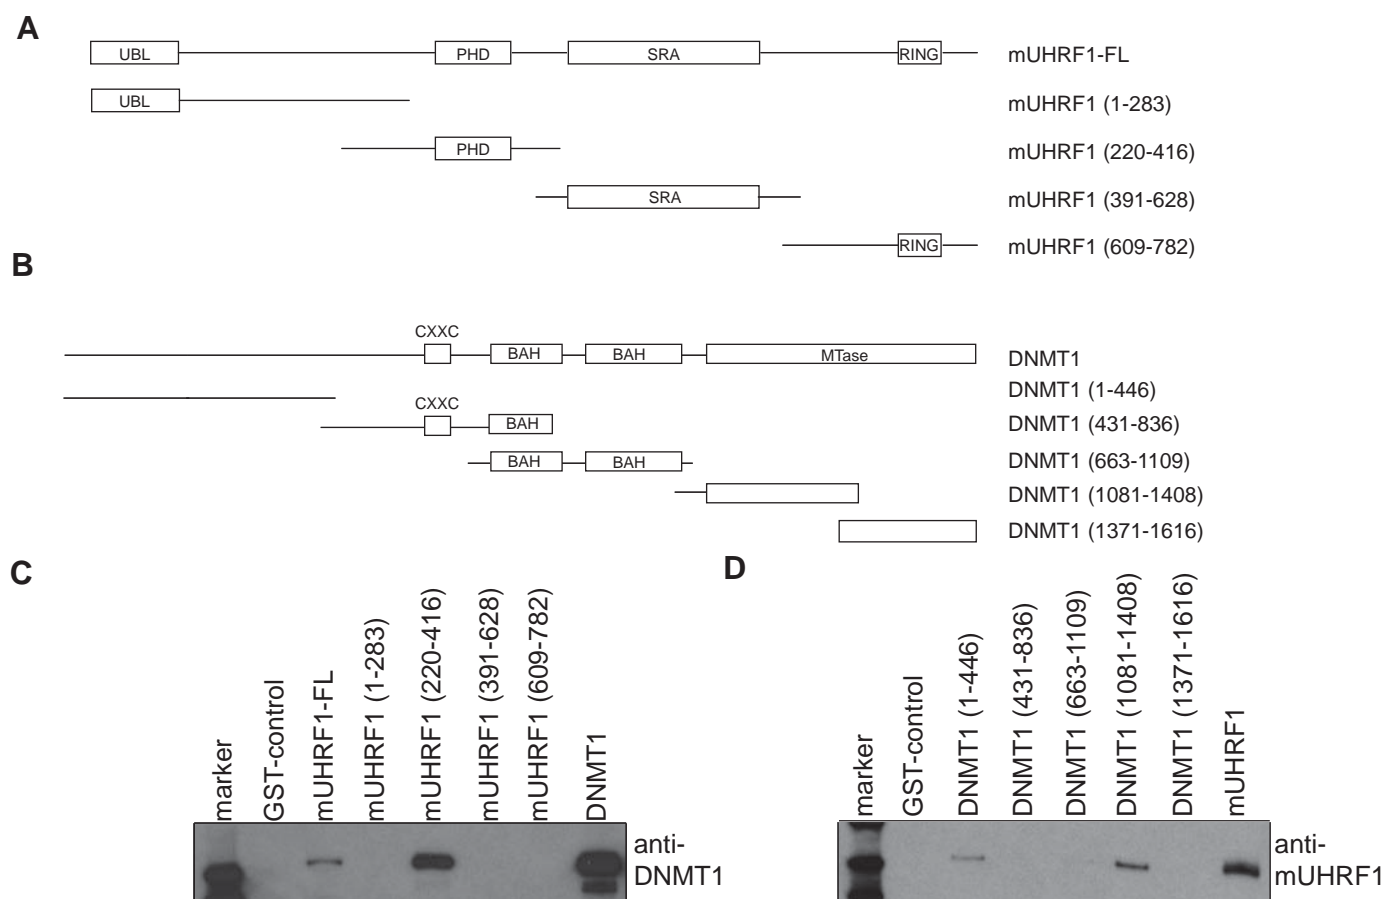 A
UBL PHD SRA RING mUHRF1-FL
UBL mUHRF1 (1-283)
PHD mUHRF1 (220-416)
SRA mUHRF1 (391-628)
RING mUHRF1 (609-782)
B
CXXC
BAH BAH MTase DNMT1
DNMT1 (1-446)
CXXC
BAH DNMT1 (431-836)
BAH BAH DNMT1 (663-1109)
DNMT1 (1081-1408)
DNMT1 (1371-1616)
C
marker
GST-control
mUHRF1-FL
mUHRF1 (1-283)
mUHRF1 (220-416)
mUHRF1 (391-628)
mUHRF1 (609-782)
DNMT1
anti-
DNMT1
D
marker
GST-control
DNMT1 (1-446)
DNMT1 (431-836)
DNMT1 (663-1109)
DNMT1 (1081-1408)
DNMT1 (1371-1616)
mUHRF1
anti-
mUHRF1